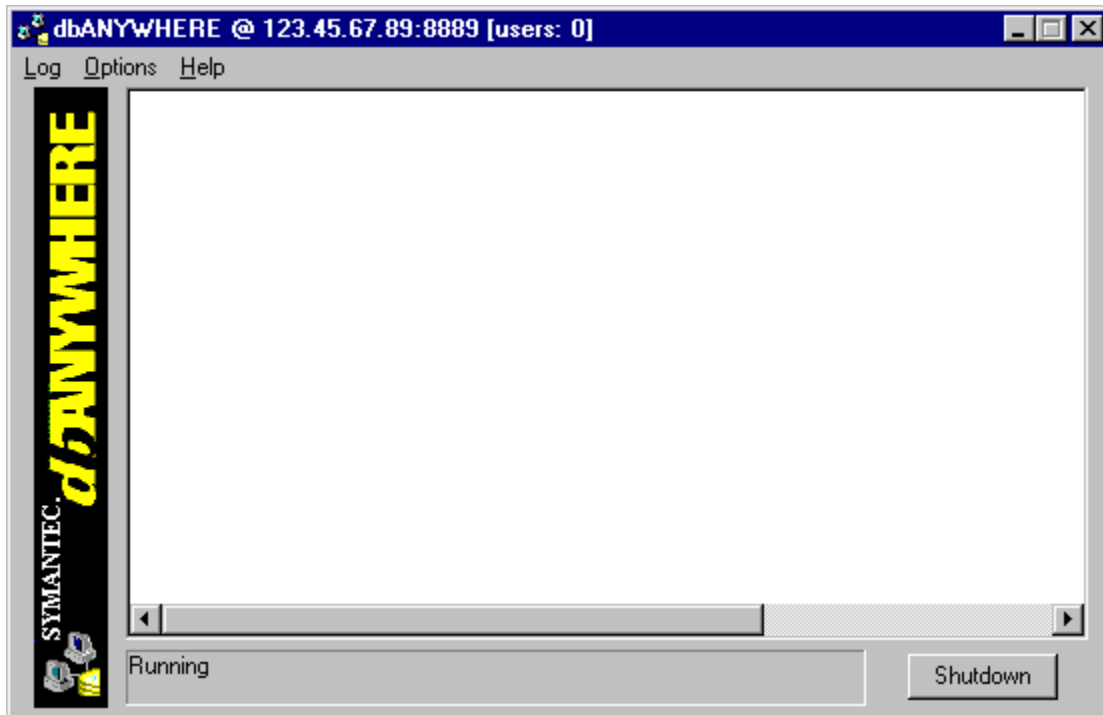 dbANYWHERE @ 123.45.67.89:8889 [users: 0]
Log Options Help
SYMANTEC. dbANYWHERE
Running
Shutdown